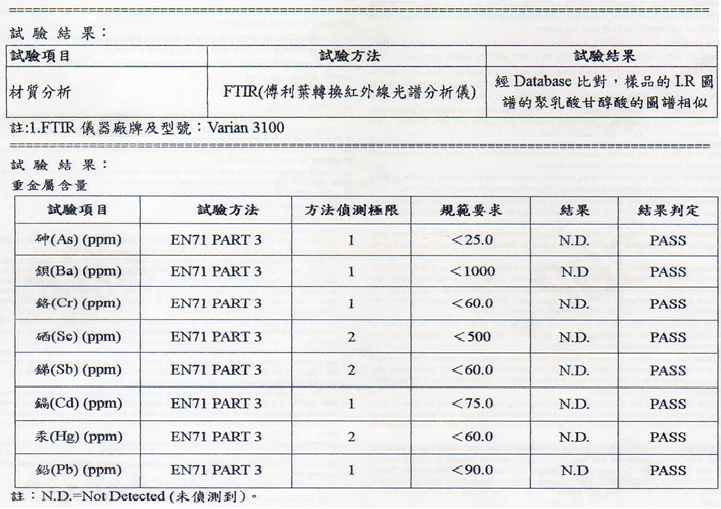 試 驗 結 果：
試驗項目 試驗方法 試驗結果
材質分析 FTIR(傅利葉轉換紅外線光譜分析儀) 經 Database 比對，樣品的 I.R 圖
譜的聚乳酸甘醇酸的圖譜相似
註:1.FTIR 儀器廠牌及型號：Varian 3100
試 驗 結 果：
重金屬含量
試驗項目 試驗方法 方法偵測極限 規範要求 結果 結果判定
砷(As) (ppm) EN71 PART 3 1 ＜25.0 N.D. PASS
鋇(Ba) (ppm) EN71 PART 3 1 ＜1000 N.D PASS
鉻(Cr) (ppm) EN71 PART 3 1 ＜60.0 N.D. PASS
硒(Se) (ppm) EN71 PART 3 2 ＜500 N.D. PASS
銻(Sb) (ppm) EN71 PART 3 2 ＜60.0 N.D. PASS
鎘(Cd) (ppm) EN71 PART 3 1 ＜75.0 N.D. PASS
汞(Hg) (ppm) EN71 PART 3 2 ＜60.0 N.D. PASS
鉛(Pb) (ppm) EN71 PART 3 1 ＜90.0 N.D PASS
註：N.D.=Not Detected (未偵測到)。